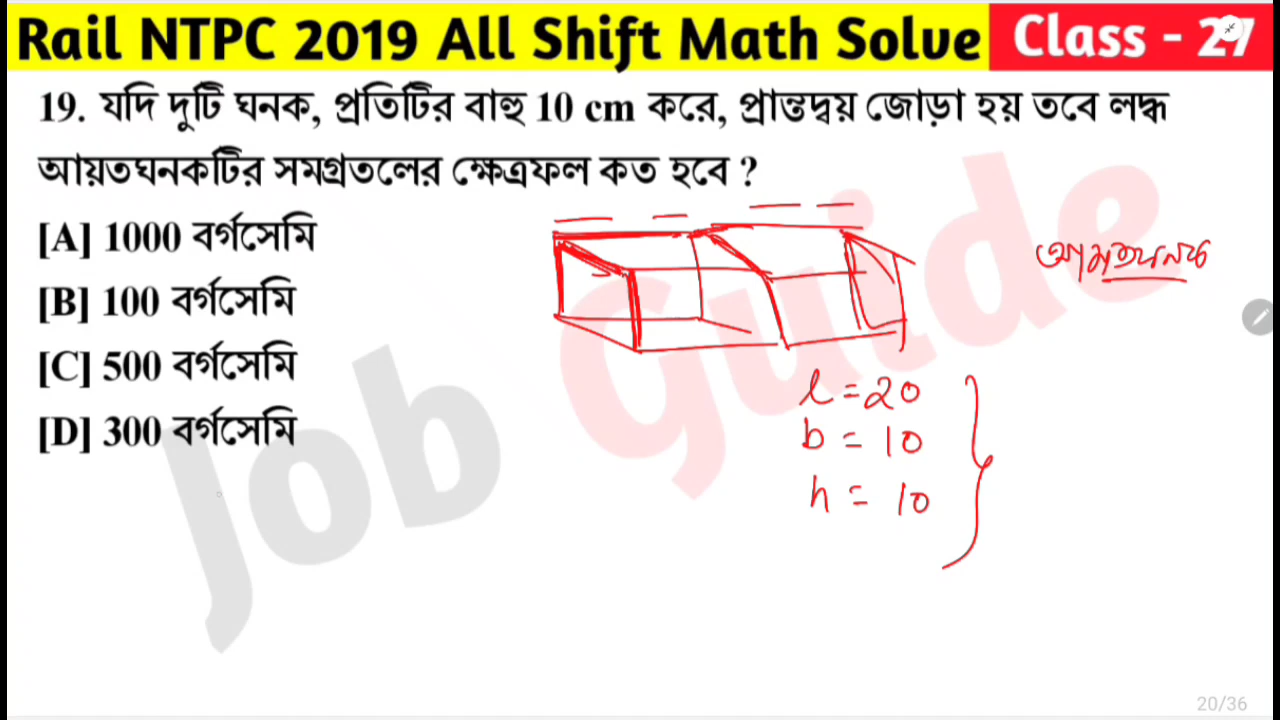 Rail NTPC 2019 All Shift Math Solve Class - 27
19. যদি দুটি ঘনক, প্রতিটির বাহু 10 cm করে, প্রান্তদ্বয় জোড়া হয় তবে লদ্ধ
আয়তঘনকটির সমগ্রতলের ক্ষেত্রফল কত হবে ?
[A] 1000 বর্গসেমি
[B] 100 বর্গসেমি
[C] 500 বর্গসেমি
[D] 300 বর্গসেমি
আয়তঘনক
l = 20
b = 10
h = 10
Job Guide
20/36